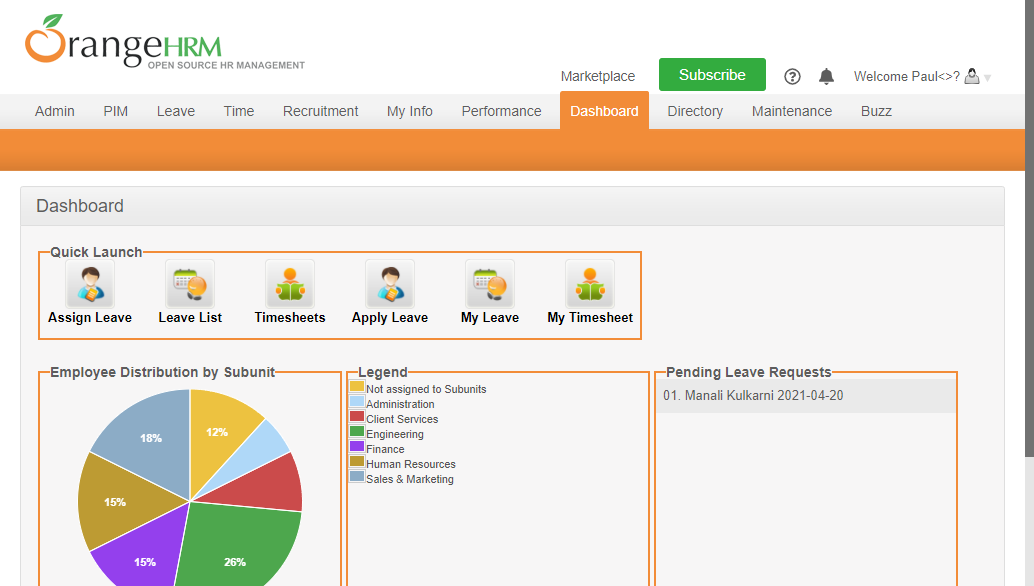 OrangeHRM
OPEN SOURCE HR MANAGEMENT
Marketplace Subscribe ? Welcome Paul<>?
Admin PIM Leave Time Recruitment My Info Performance Dashboard Directory Maintenance Buzz
Dashboard
Quick Launch
Assign Leave Leave List Timesheets Apply Leave My Leave My Timesheet
Employee Distribution by Subunit
12%
18%
15%
15%
26%
Legend
Not assigned to Subunits
Administration
Client Services
Engineering
Finance
Human Resources
Sales & Marketing
Pending Leave Requests
01. Manali Kulkarni 2021-04-20